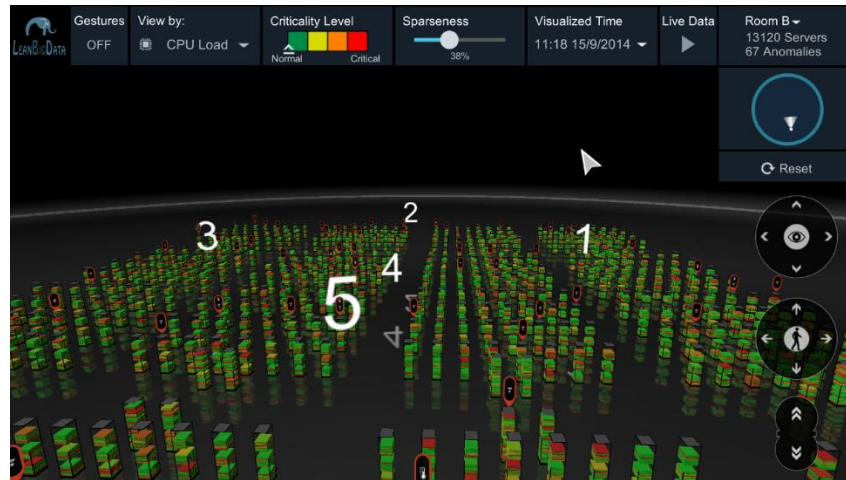 LEANBIGDATA
Gestures
OFF
View by:
CPU Load
Criticality Level
Normal
Critical
Sparseness
38%
Visualized Time
11:18 15/9/2014
Live Data
Room B
13120 Servers
67 Anomalies
Reset
2
3
1
4
5
4